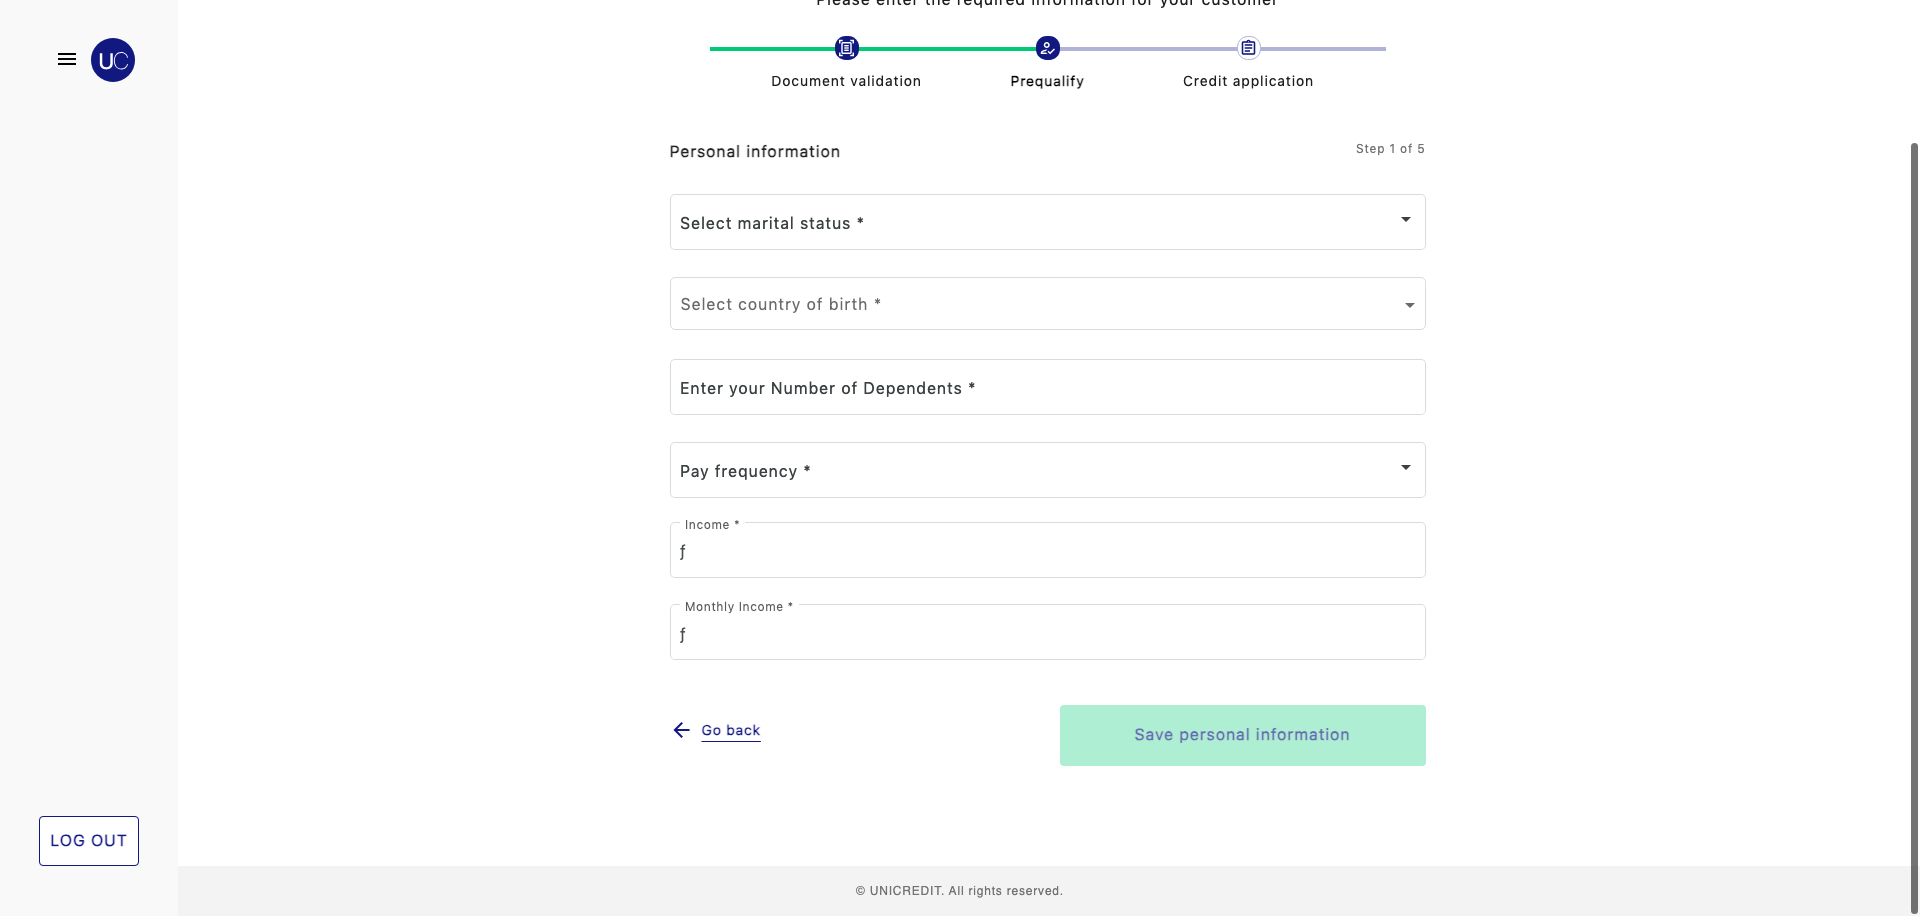 Please enter the required information for your customer
UC
Document validation
Prequalify
Credit application
Personal information
Step 1 of 5
Select marital status *
Select country of birth *
Enter your Number of Dependents *
Pay frequency *
Income *
ƒ
Monthly Income *
ƒ
Go back
Save personal information
LOG OUT
© UNICREDIT. All rights reserved.